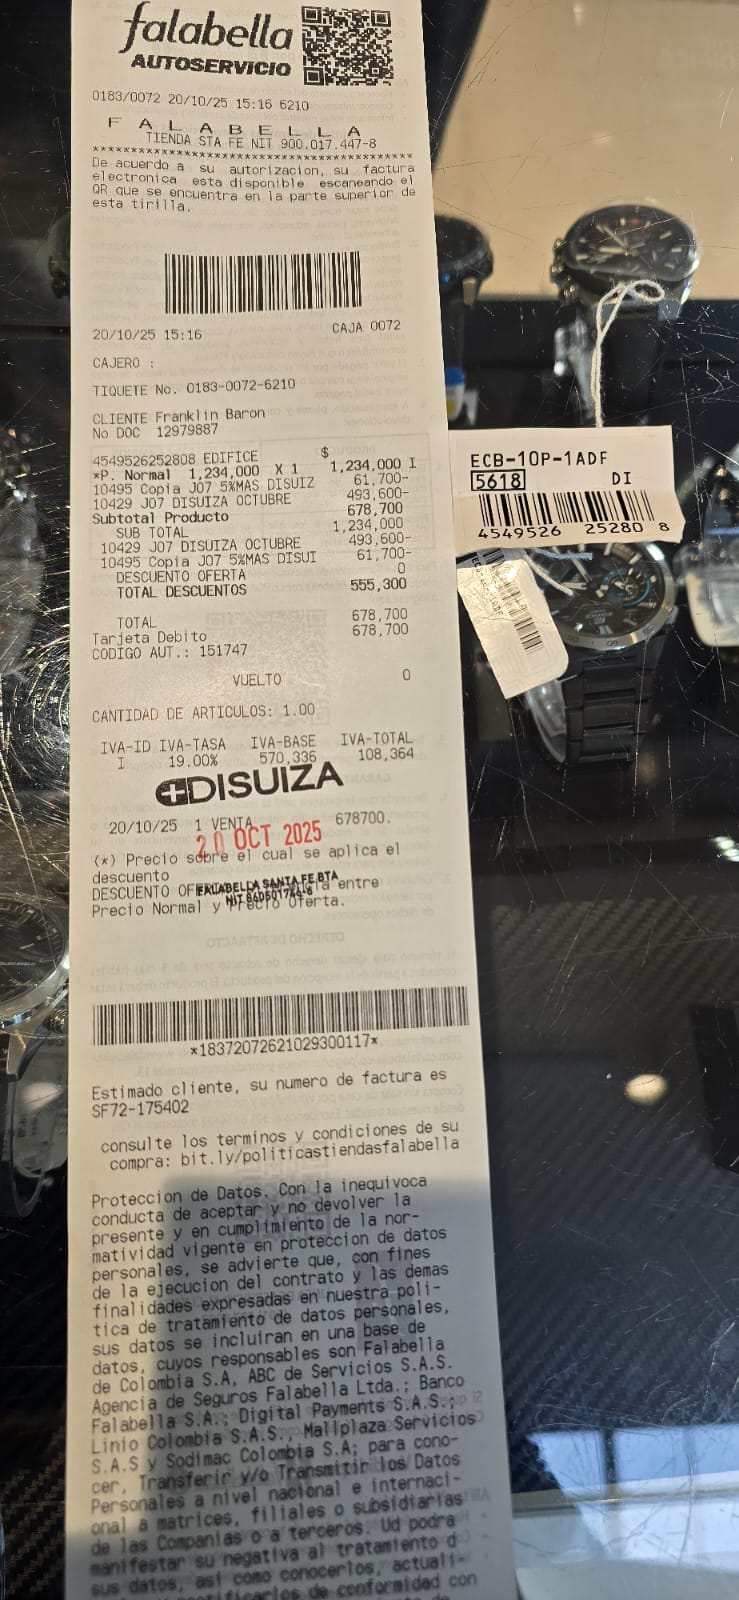 falabella
AUTOSERVICIO
0183/0072 20/10/25 15:16 6210
F A L A B E L L A
TIENDA STA FE NIT 900.017.447-8
****************************************
De acuerdo a su autorizacion, su factura
electronica esta disponible escaneando el
QR que se encuentra en la parte superior de
esta tirilla.
20/10/25 15:16 CAJA 0072
CAJERO :
TIQUETE No. 0183-0072-6210
CLIENTE Franklin Baron
No DOC 12979887
$
4549526252808 EDIFICE
*P. Normal 1,234,000 X 1 1,234,000 I
10495 Copia J07 5%MAS DISUIZ 61,700-
10429 J07 DISUIZA OCTUBRE 493,600-
Subtotal Producto 678,700
SUB TOTAL 1,234,000
10429 J07 DISUIZA OCTUBRE 493,600-
10495 Copia J07 5%MAS DISUI 61,700-
DESCUENTO OFERTA 0
TOTAL DESCUENTOS 555,300
TOTAL 678,700
Tarjeta Debito 678,700
CODIGO AUT.: 151747
VUELTO 0
CANTIDAD DE ARTICULOS: 1.00
IVA-ID IVA-TASA IVA-BASE IVA-TOTAL
I 19.00% 570,336 108,364
DISUIZA
20/10/25 1 VENTA 678700.
20 OCT 2025
(*) Precio sobre el cual se aplica el
descuento
FALABELLA SANTA FE BTA
DESCUENTO entre
Precio Normal y Precio Oferta.
*18372072621029300117*
Estimado cliente, su numero de factura es
SF72-175402
consulte los terminos y condiciones de su
compra: bit.ly/politicastiendasfalabella
Proteccion de Datos. Con la inequivoca
conducta de aceptar y no devolver la
presente y en cumplimiento de la nor-
matividad vigente en proteccion de datos
personales, se advierte que, con fines
de la ejecucion del contrato y las demas
finalidades expresadas en nuestra poli-
tica de tratamiento de datos personales,
sus datos se incluiran en una base de
datos, cuyos responsables son Falabella
de Colombia S.A, ABC de Servicios S.A.S.
Agencia de Seguros Falabella Ltda.; Banco
Falabella S.A.; Digital Payments S.A.S.;
Linio Colombia S.A.S., Mallplaza Servicios
S.A.S y Sodimac Colombia S.A; para cono-
cer, Transferir y/o Transmitir los Datos
Personales a nivel nacional e internaci-
onal a matrices, filiales o subsidiarias
de las Companias o a terceros. Ud podra
manifestar su negativa al tratamiento d
sus datos, asi como conocerlos, actuali-
de conformidad con
ECB-10P-1ADF
5618 DI
4549526 25280 8